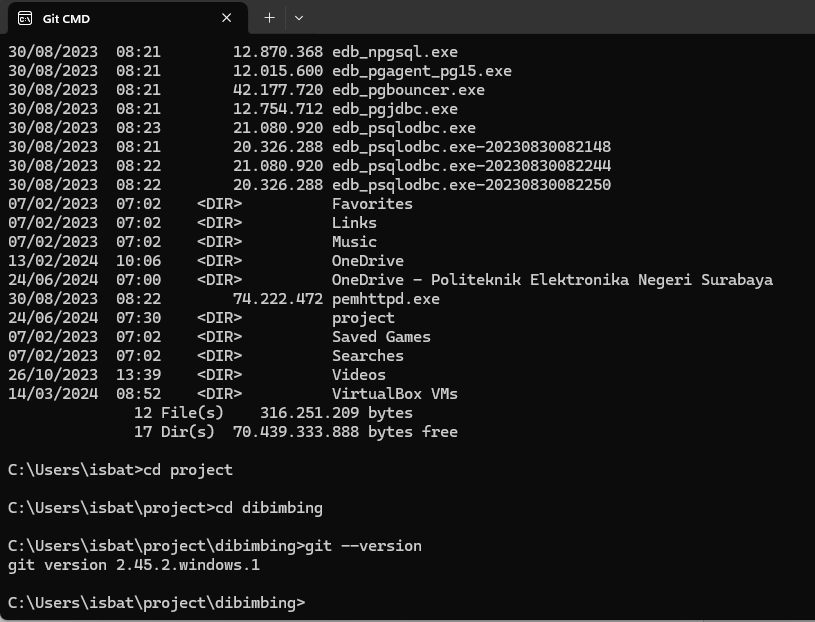 Git CMD
30/08/2023  08:21        12.870.368 edb_npgsql.exe
30/08/2023  08:21        12.015.600 edb_pgagent_pg15.exe
30/08/2023  08:21        42.177.720 edb_pgbouncer.exe
30/08/2023  08:21        12.754.712 edb_pgjdbc.exe
30/08/2023  08:23        21.080.920 edb_psqlodbc.exe
30/08/2023  08:21        20.326.288 edb_psqlodbc.exe-20230830082148
30/08/2023  08:22        21.080.920 edb_psqlodbc.exe-20230830082244
30/08/2023  08:22        20.326.288 edb_psqlodbc.exe-20230830082250
07/02/2023  07:02    <DIR>          Favorites
07/02/2023  07:02    <DIR>          Links
07/02/2023  07:02    <DIR>          Music
13/02/2024  10:06    <DIR>          OneDrive
24/06/2024  07:00    <DIR>          OneDrive - Politeknik Elektronika Negeri Surabaya
30/08/2023  08:22        74.222.472 pemhttpd.exe
24/06/2024  07:30    <DIR>          project
07/02/2023  07:02    <DIR>          Saved Games
07/02/2023  07:02    <DIR>          Searches
26/10/2023  13:39    <DIR>          Videos
14/03/2024  08:52    <DIR>          VirtualBox VMs
              12 File(s)    316.251.209 bytes
              17 Dir(s)  70.439.333.888 bytes free
C:\Users\isbat>cd project
C:\Users\isbat\project>cd dibimbing
C:\Users\isbat\project\dibimbing>git --version
git version 2.45.2.windows.1
C:\Users\isbat\project\dibimbing>